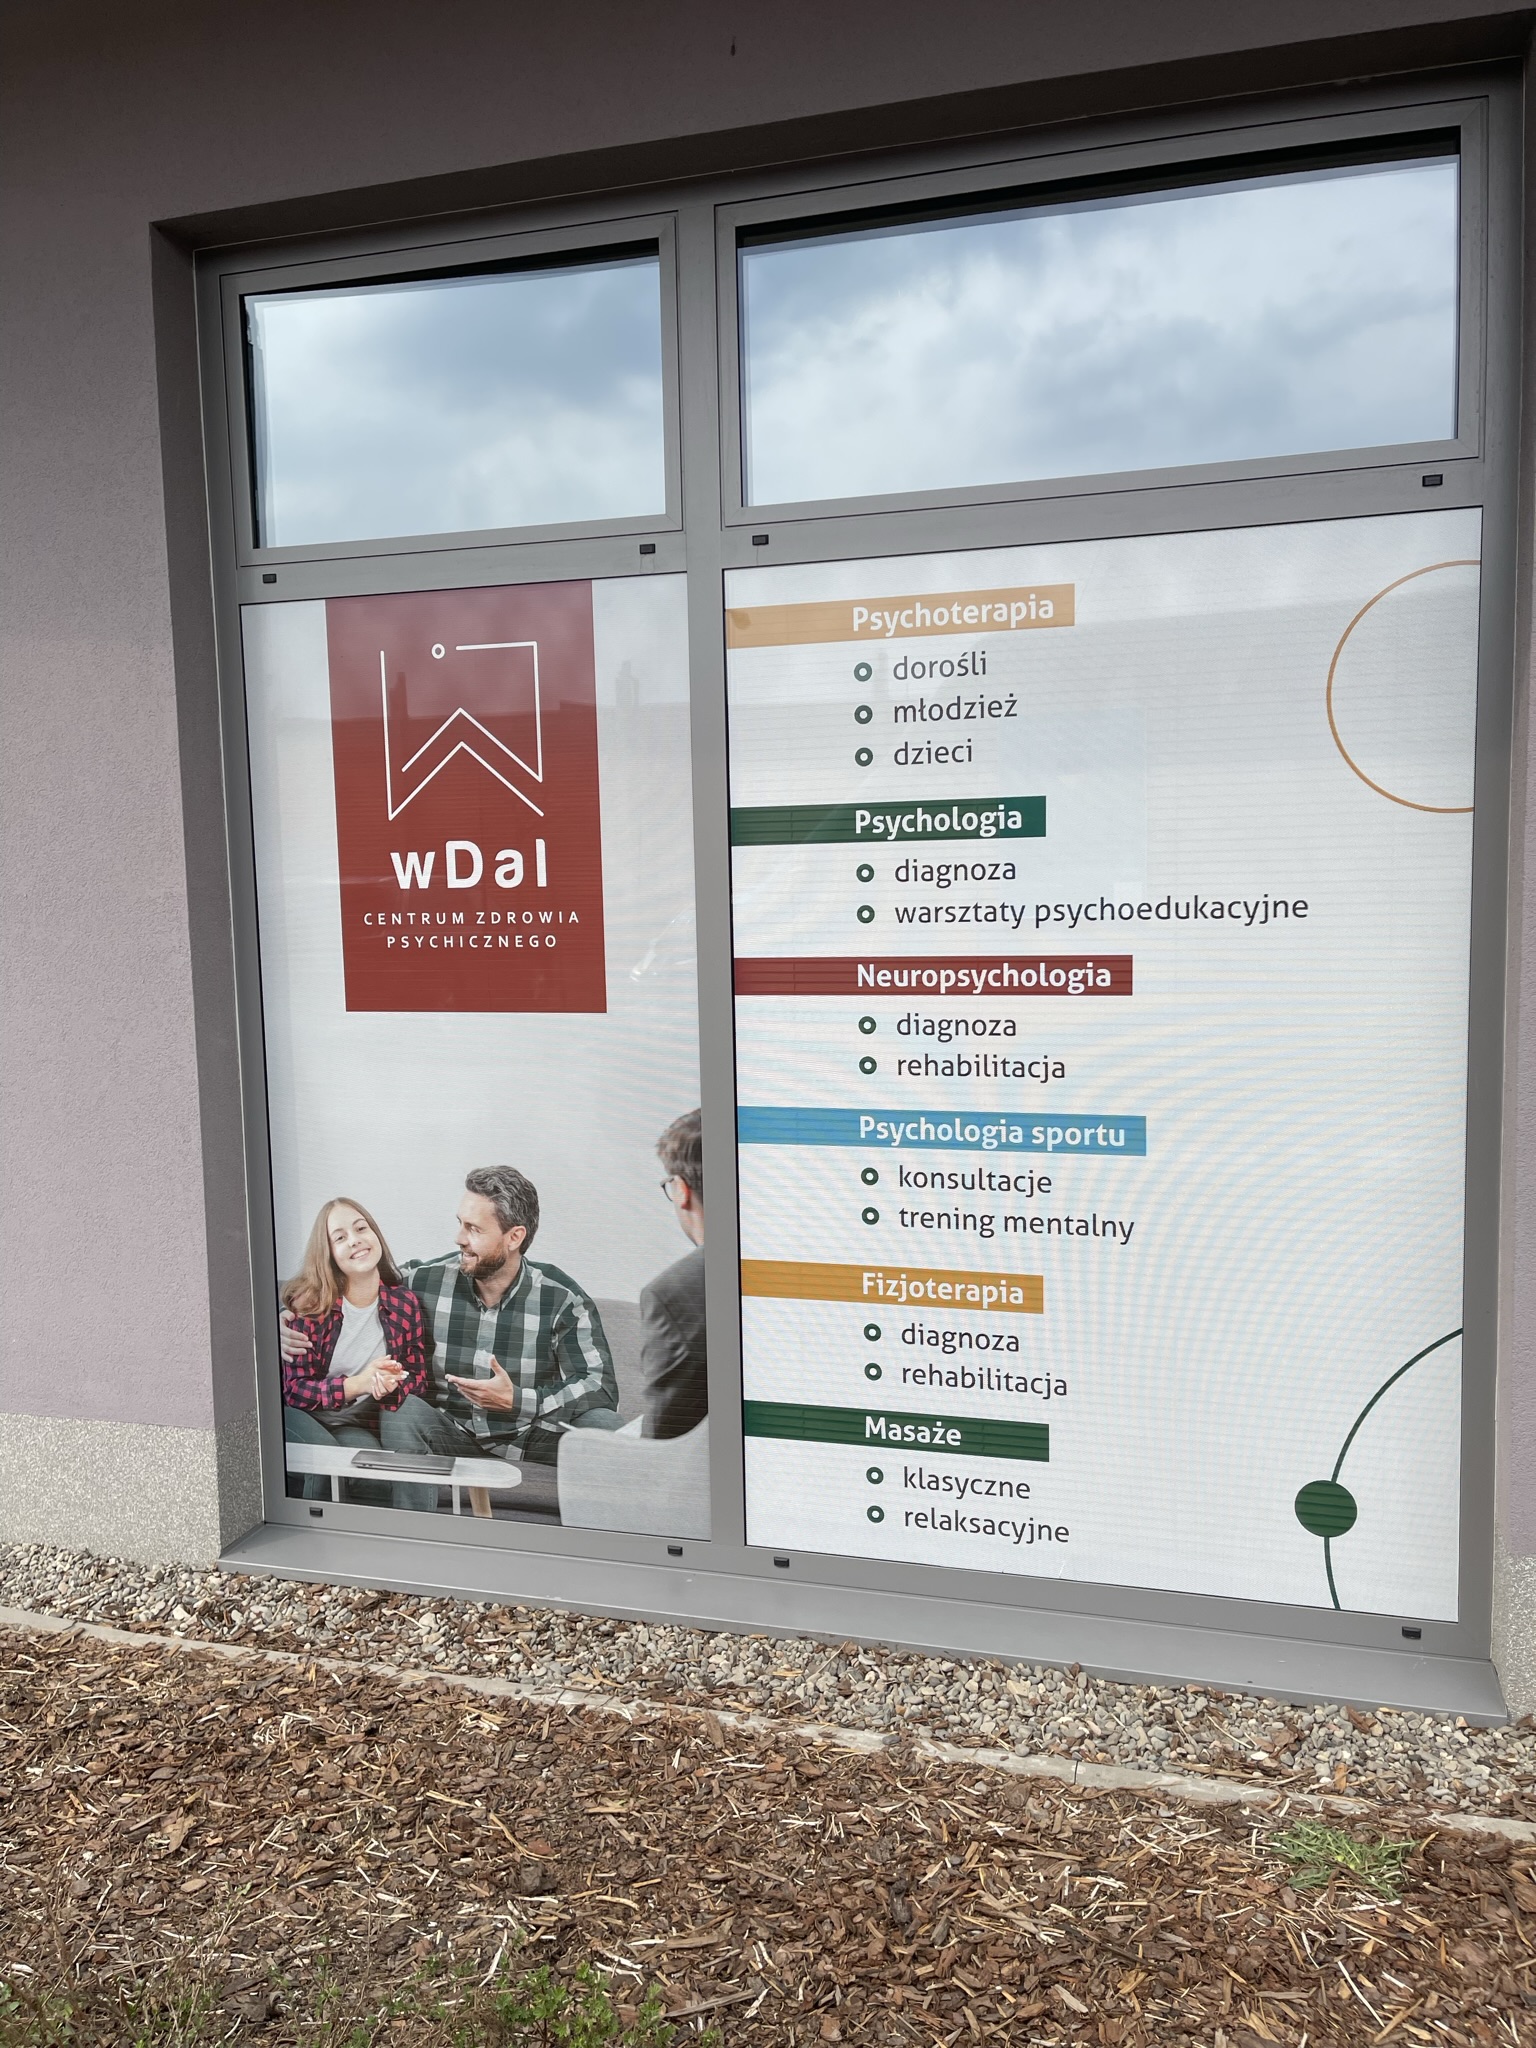 wDal
CENTRUM ZDROWIA
PSYCHICZNEGO
Psychoterapia
dorośli
młodzież
dzieci
Psychologia
diagnoza
warsztaty psychoedukacyjne
Neuropsychologia
diagnoza
rehabilitacja
Psychologia sportu
konsultacje
trening mentalny
Fizjoterapia
diagnoza
rehabilitacja
Masaże
klasyczne
relaksacyjne